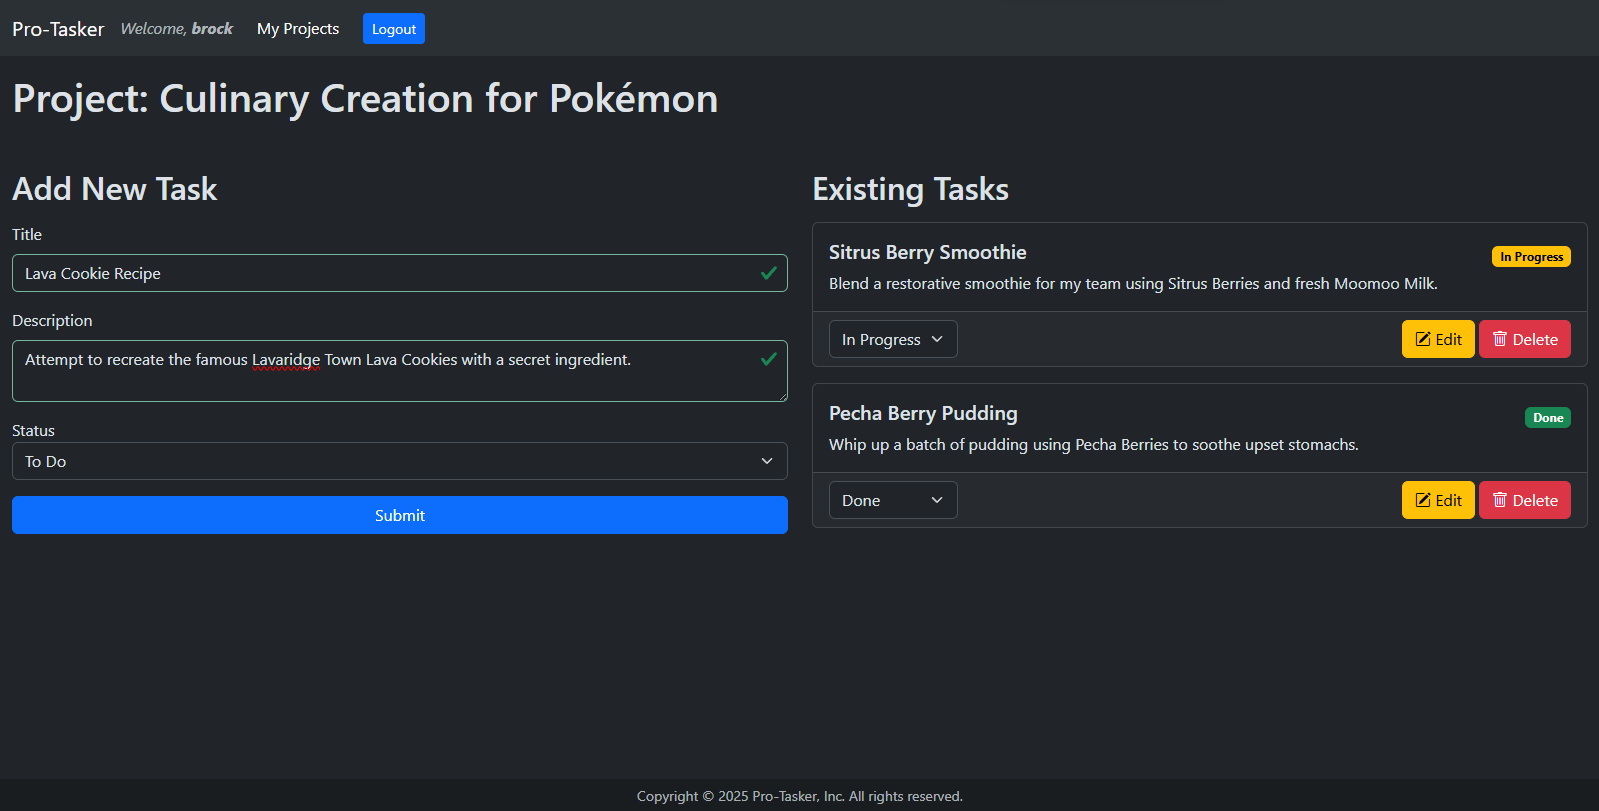 Pro-Tasker Welcome, brock My Projects Logout
Project: Culinary Creation for Pokémon
Add New Task
Title
Lava Cookie Recipe
Description
Attempt to recreate the famous Lavaridge Town Lava Cookies with a secret ingredient.
Status
To Do
Submit
Existing Tasks
Sitrus Berry Smoothie
In Progress
Blend a restorative smoothie for my team using Sitrus Berries and fresh Moomoo Milk.
In Progress Edit Delete
Pecha Berry Pudding
Done
Whip up a batch of pudding using Pecha Berries to soothe upset stomachs.
Done Edit Delete
Copyright © 2025 Pro-Tasker, Inc. All rights reserved.